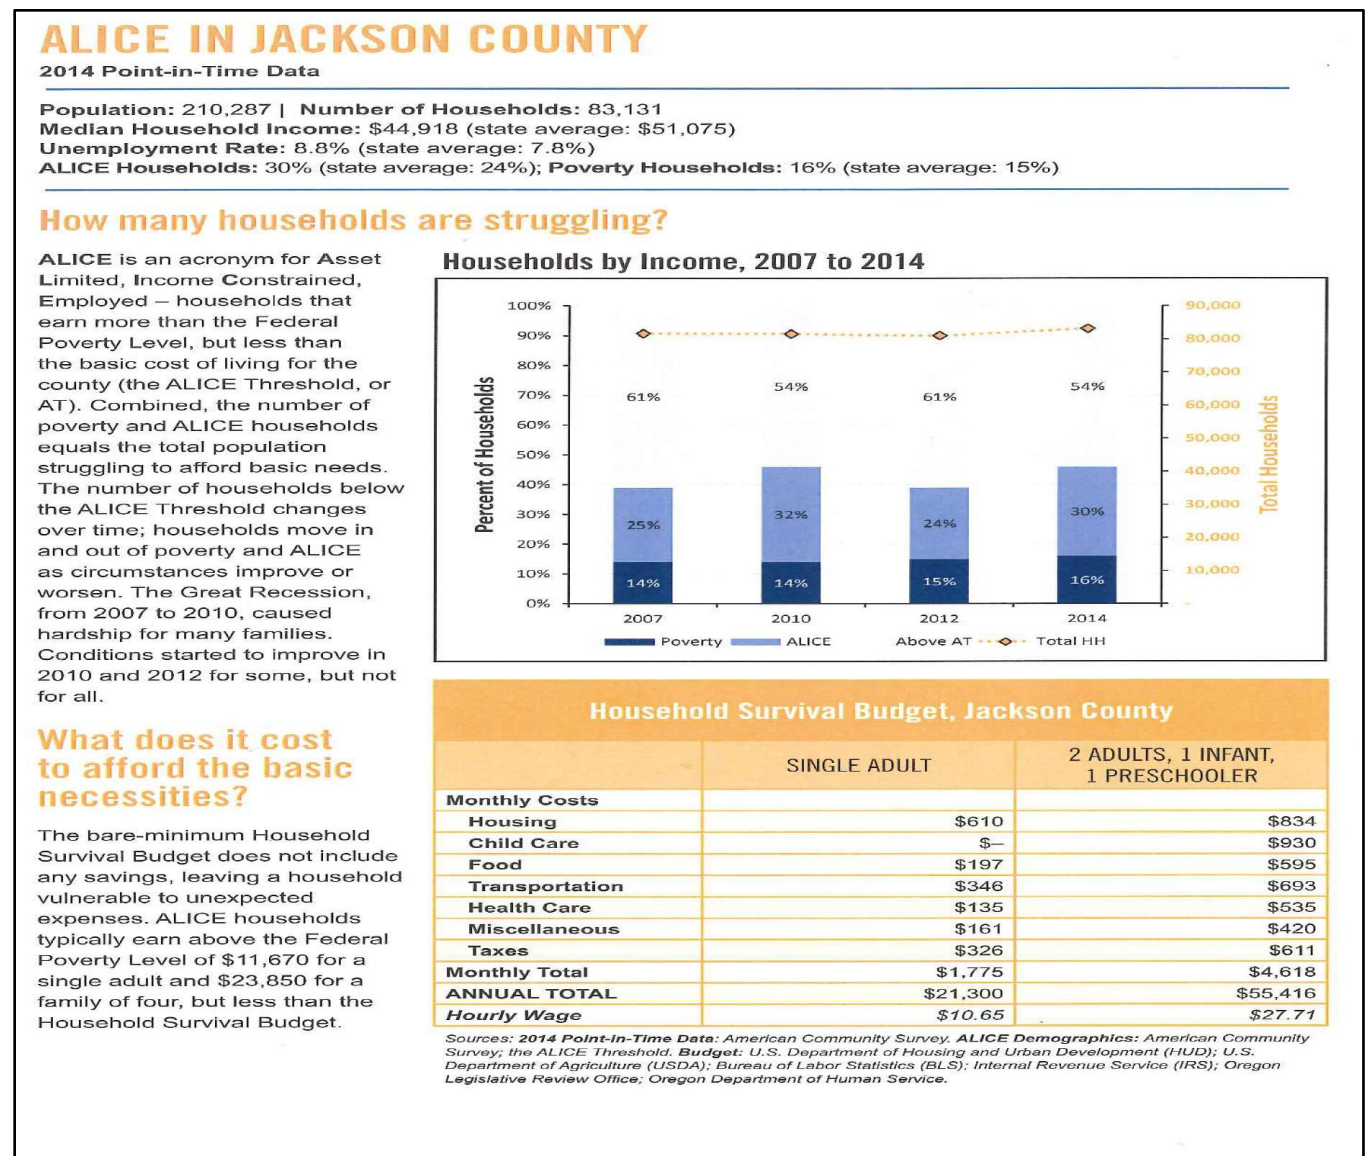 ALICE IN JACKSON COUNTY
2014 Point-in-Time Data
Population: 210,287 | Number of Households: 83,131
Median Household Income: $44,918 (state average: $51,075)
Unemployment Rate: 8.8% (state average: 7.8%)
ALICE Households: 30% (state average: 24%); Poverty Households: 16% (state average: 15%)
How many households are struggling?
ALICE is an acronym for Asset
Limited, Income Constrained,
Employed – households that
earn more than the Federal
Poverty Level, but less than
the basic cost of living for the
county (the ALICE Threshold, or
AT). Combined, the number of
poverty and ALICE households
equals the total population
struggling to afford basic needs.
The number of households below
the ALICE Threshold changes
over time; households move in
and out of poverty and ALICE
as circumstances improve or
worsen. The Great Recession,
from 2007 to 2010, caused
hardship for many families.
Conditions started to improve in
2010 and 2012 for some, but not
for all.
What does it cost
to afford the basic
necessities?
The bare-minimum Household
Survival Budget does not include
any savings, leaving a household
vulnerable to unexpected
expenses. ALICE households
typically earn above the Federal
Poverty Level of $11,670 for a
single adult and $23,850 for a
family of four, but less than the
Household Survival Budget.
Households by Income, 2007 to 2014
Percent of Households
100%
90%
80%
70%
60%
50%
40%
30%
20%
10%
0%
61% 54% 61% 54%
25% 32% 24% 30%
14% 14% 15% 16%
2007 2010 2012 2014
90,000
80,000
70,000
60,000
50,000
40,000
30,000
20,000
10,000
-
Total Households
Poverty ALICE Above AT Total HH
Household Survival Budget, Jackson County
SINGLE ADULT 2 ADULTS, 1 INFANT,
1 PRESCHOOLER
Monthly Costs
Housing $610 $834
Child Care $– $930
Food $197 $595
Transportation $346 $693
Health Care $135 $535
Miscellaneous $161 $420
Taxes $326 $611
Monthly Total $1,775 $4,618
ANNUAL TOTAL $21,300 $55,416
Hourly Wage $10.65 $27.71
Sources: 2014 Point-in-Time Data: American Community Survey. ALICE Demographics: American Community
Survey; the ALICE Threshold. Budget: U.S. Department of Housing and Urban Development (HUD); U.S.
Department of Agriculture (USDA); Bureau of Labor Statistics (BLS); Internal Revenue Service (IRS); Oregon
Legislative Review Office; Oregon Department of Human Service.